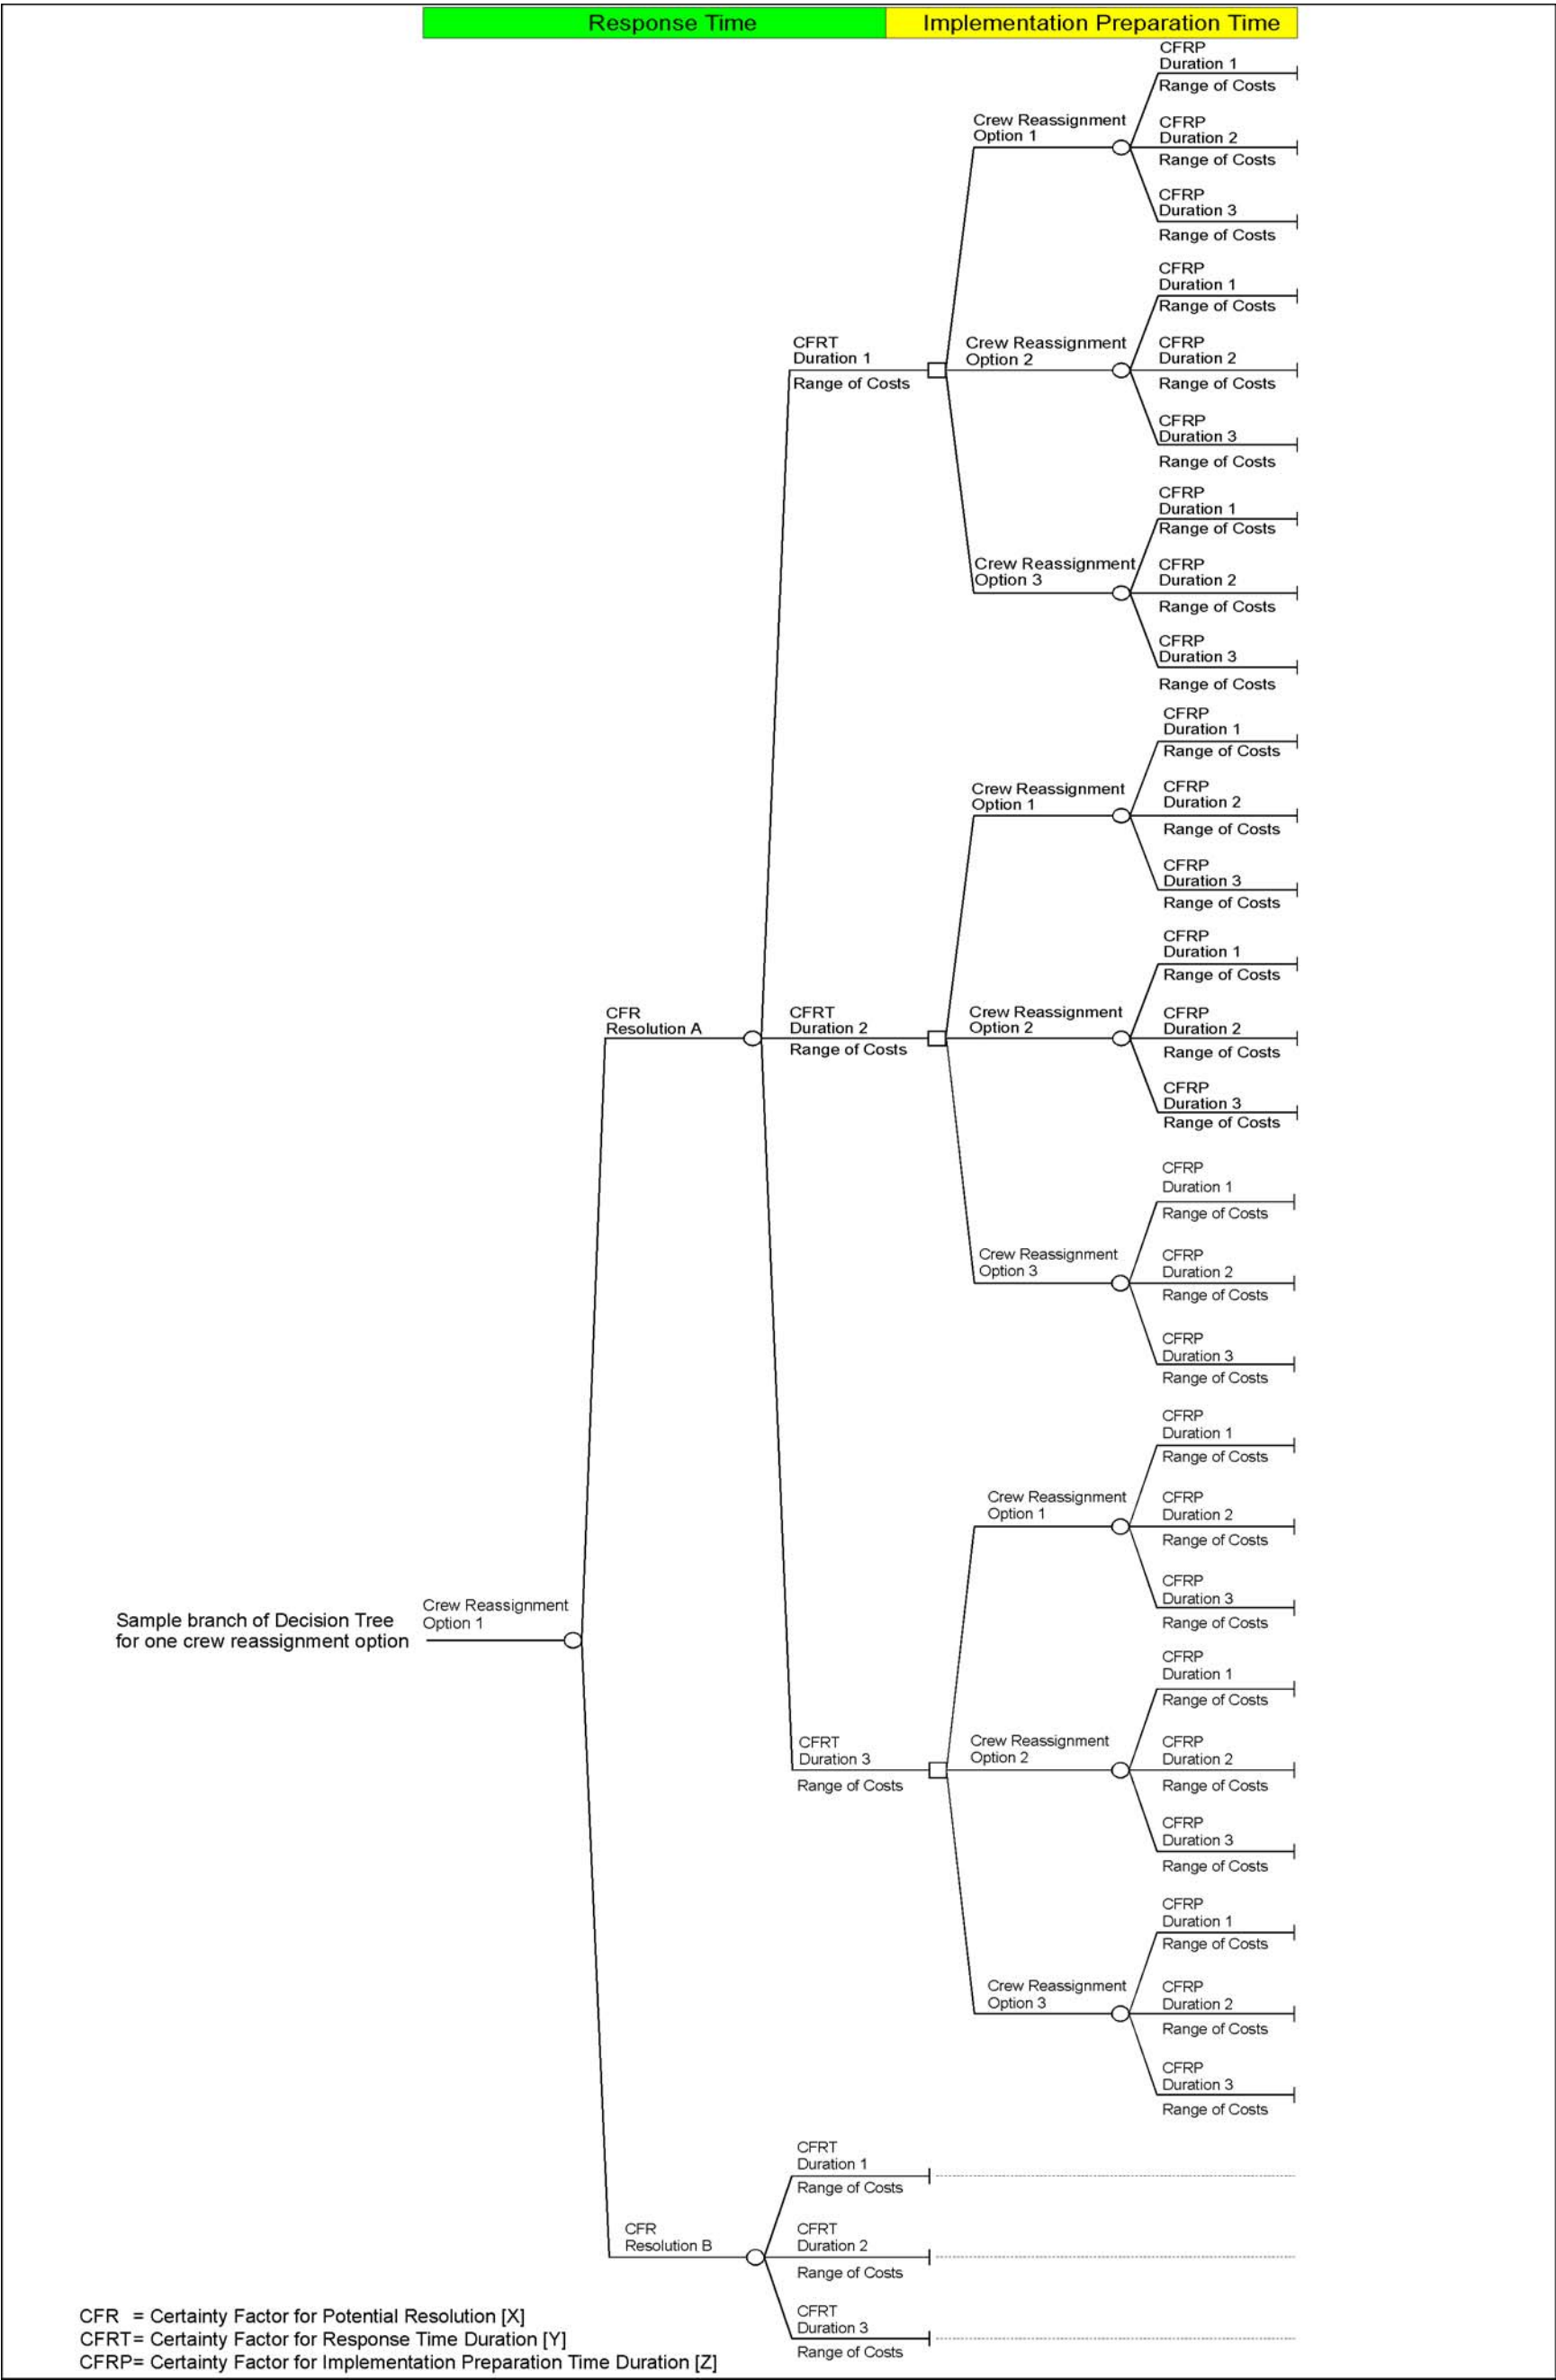 Response Time
Implementation Preparation Time
CFRP
Duration 1
Range of Costs
Crew Reassignment
Option 1
CFRP
Duration 2
Range of Costs
CFRP
Duration 3
Range of Costs
CFRP
Duration 1
Range of Costs
CFRT
Duration 1
Range of Costs
Crew Reassignment
Option 2
CFRP
Duration 2
Range of Costs
CFRP
Duration 3
Range of Costs
CFRP
Duration 1
Range of Costs
Crew Reassignment
Option 3
CFRP
Duration 2
Range of Costs
CFRP
Duration 3
Range of Costs
CFRP
Duration 1
Range of Costs
Crew Reassignment
Option 1
CFRP
Duration 2
Range of Costs
CFRP
Duration 3
Range of Costs
CFRP
Duration 1
Range of Costs
CFR
Resolution A
CFRT
Duration 2
Range of Costs
Crew Reassignment
Option 2
CFRP
Duration 2
Range of Costs
CFRP
Duration 3
Range of Costs
CFRP
Duration 1
Range of Costs
Crew Reassignment
Option 3
CFRP
Duration 2
Range of Costs
CFRP
Duration 3
Range of Costs
CFRP
Duration 1
Range of Costs
Crew Reassignment
Option 1
CFRP
Duration 2
Range of Costs
CFRP
Duration 3
Range of Costs
Sample branch of Decision Tree
for one crew reassignment option
Crew Reassignment
Option 1
CFRP
Duration 1
Range of Costs
CFRT
Duration 3
Range of Costs
Crew Reassignment
Option 2
CFRP
Duration 2
Range of Costs
CFRP
Duration 3
Range of Costs
CFRP
Duration 1
Range of Costs
Crew Reassignment
Option 3
CFRP
Duration 2
Range of Costs
CFRP
Duration 3
Range of Costs
CFRT
Duration 1
Range of Costs
CFR
Resolution B
CFRT
Duration 2
Range of Costs
CFRT
Duration 3
Range of Costs
CFR = Certainty Factor for Potential Resolution [X]
CFRT= Certainty Factor for Response Time Duration [Y]
CFRP= Certainty Factor for Implementation Preparation Time Duration [Z]